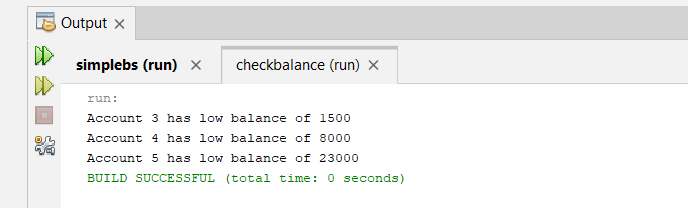 Output
simplebs (run) checkbalance (run)
run:
Account 3 has low balance of 1500
Account 4 has low balance of 8000
Account 5 has low balance of 23000
BUILD SUCCESSFUL (total time: 0 seconds)